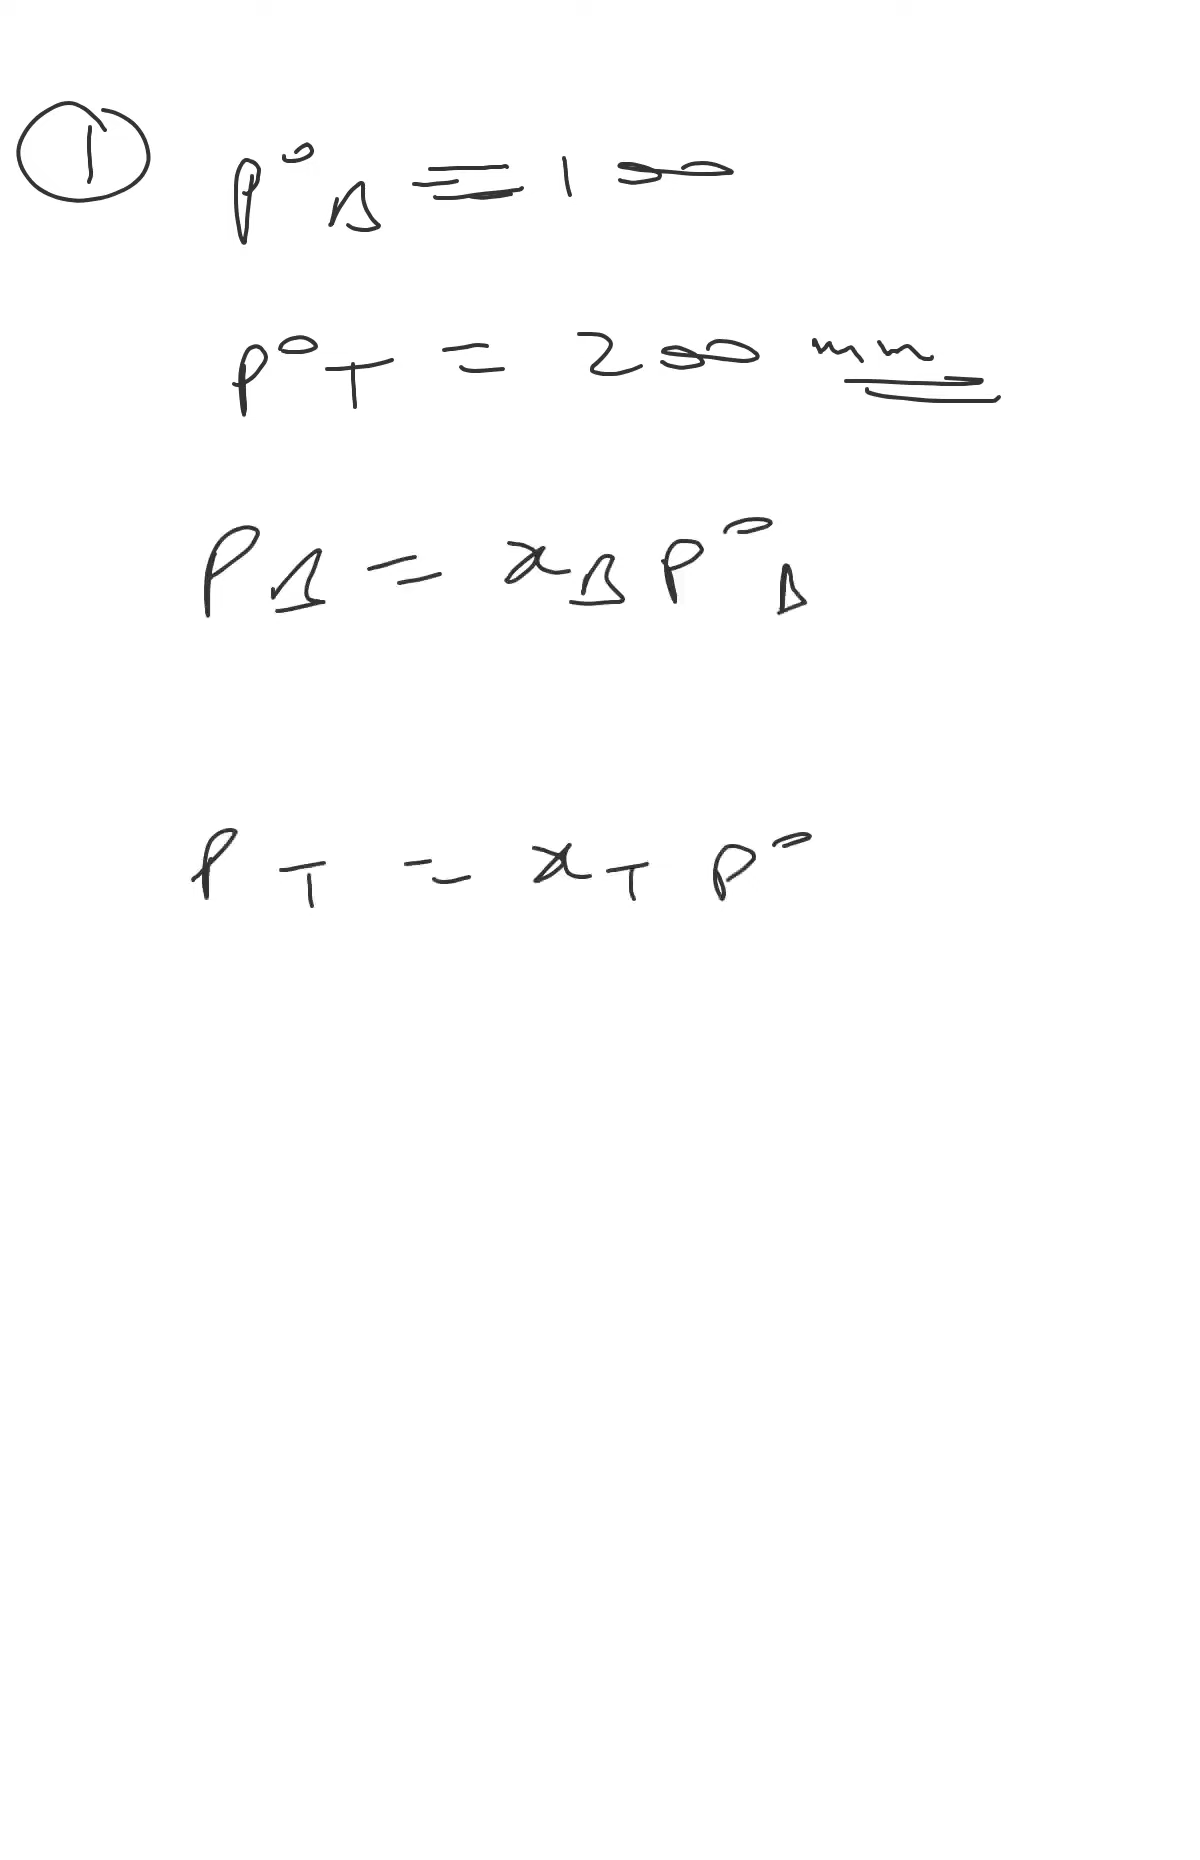 ① P°B = 100
P°T = 200 mm
PB = xB P°B
PT = xT P°